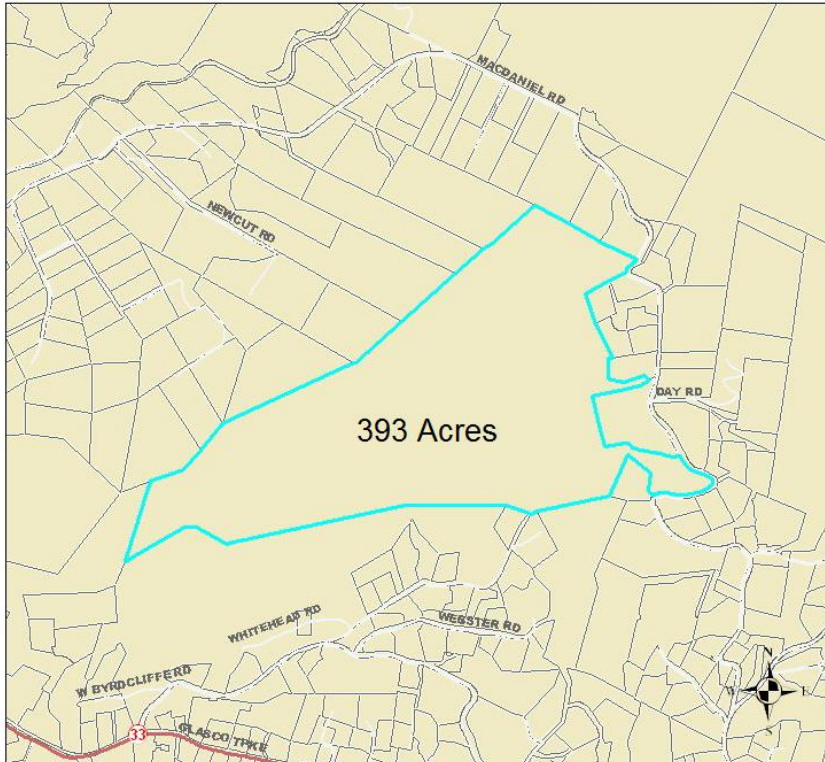 MACDANIEL RD
NEWCUT RD
DAY RD
393 Acres
WHITEHEAD RD
WEBSTER RD
W BYRDCLIFFE RD
33
GLASCO TPKE
N
W
E
S